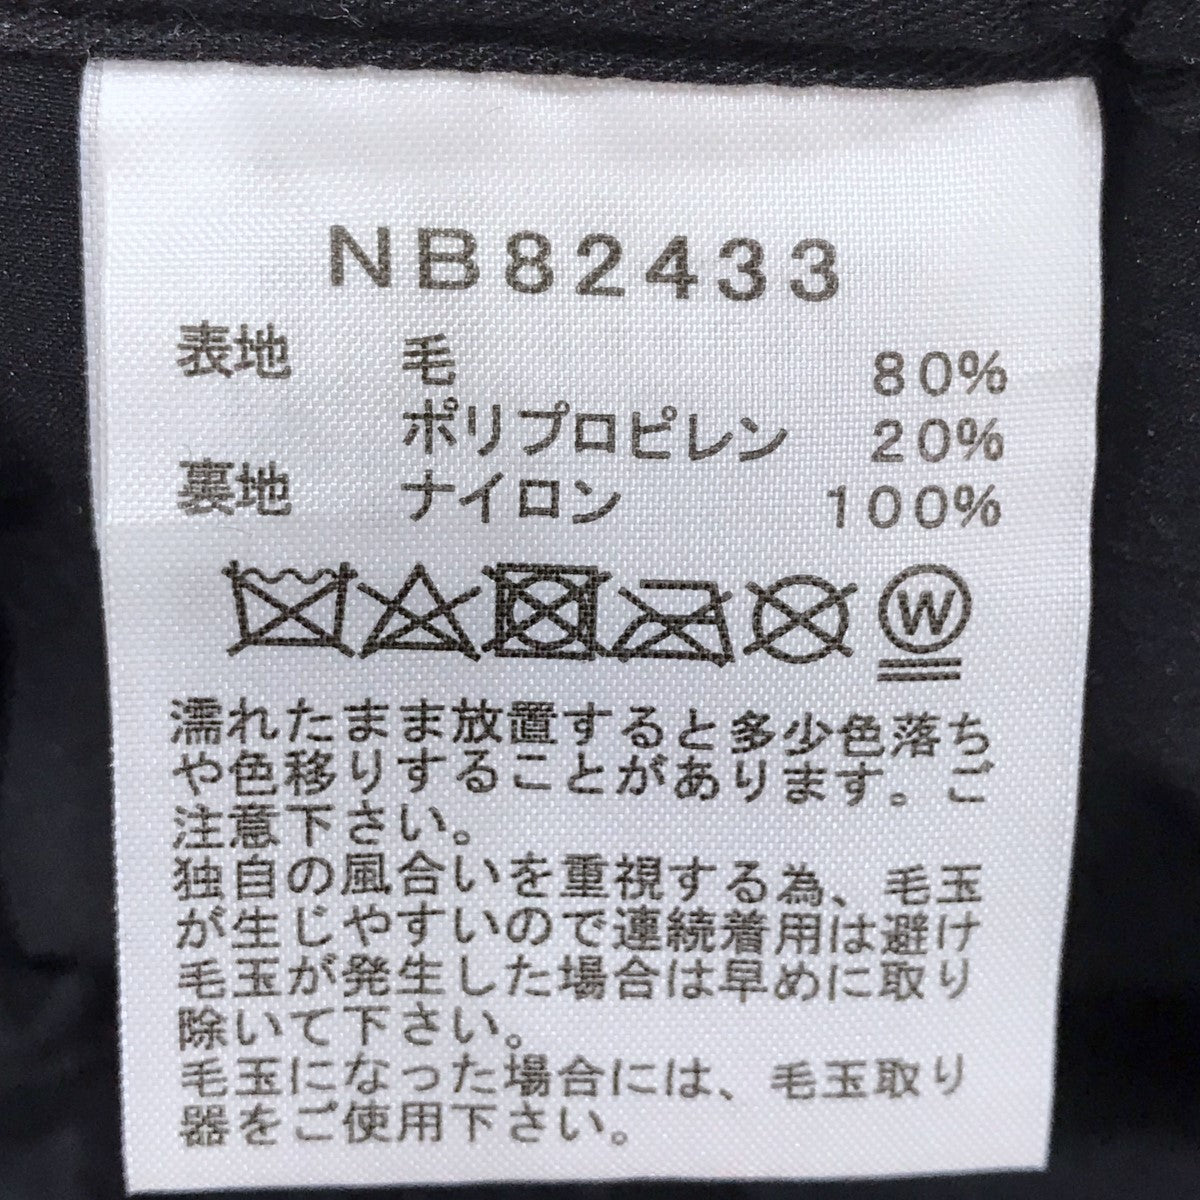 NB82433
表地 毛 80%
ポリプロピレン 20%
裏地 ナイロン 100%
W
濡れたまま放置すると多少色落ち
や色移りすることがあります。ご
注意下さい。
独自の風合いを重視する為、毛玉
が生じやすいので連続着用は避け
毛玉が発生した場合は早めに取り
除いて下さい。
毛玉になった場合には、毛玉取り
器をご使用下さい。